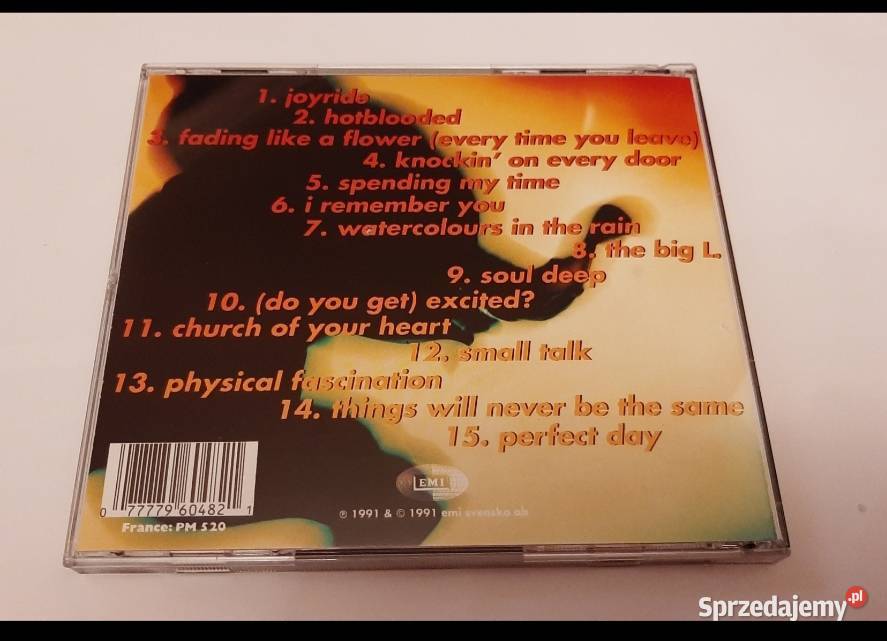 1. joyride
2. hotblooded
3. fading like a flower (every time you leave)
4. knockin' on every door
5. spending my time
6. i remember you
7. watercolours in the rain
8. the big L.
9. soul deep
10. (do you get) excited?
11. church of your heart
12. small talk
13. physical fascination
14. things will never be the same
15. perfect day
EMI
0 77779 60482 1
France: PM 520
℗ 1991 & © 1991 emi svenska ab
Sprzedajemy.pl